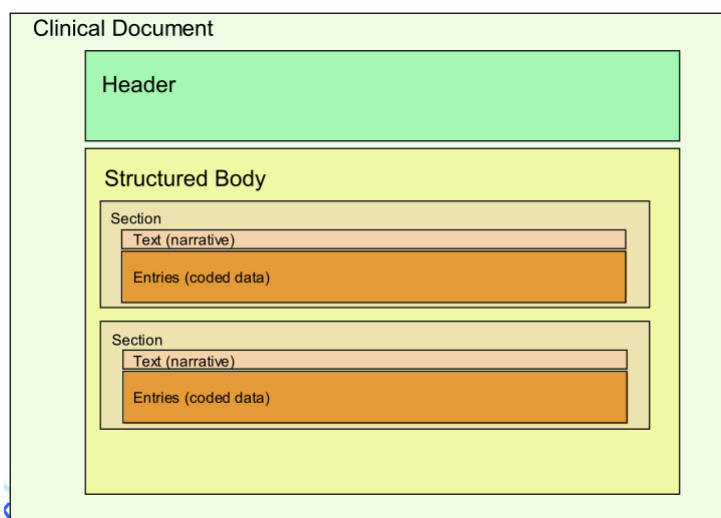 Clinical Document
Header
Structured Body
Section
Text (narrative)
Entries (coded data)
Section
Text (narrative)
Entries (coded data)